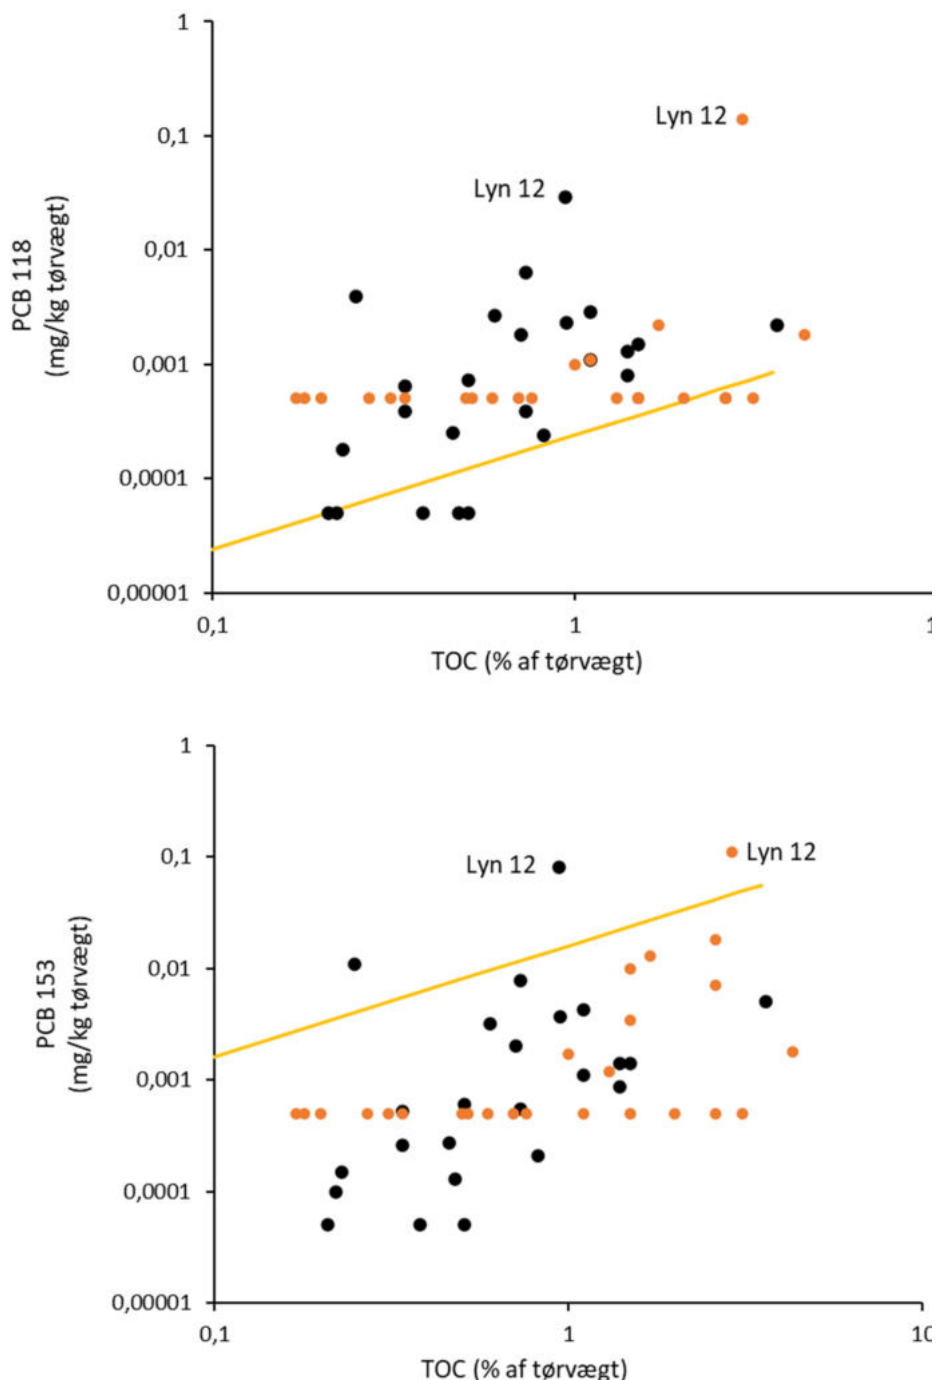 1
Lyn 12
0,1
Lyn 12
PCB 118
(mg/kg tørvægt)
0,01
0,001
0,0001
0,00001
0,1
1
1
TOC (% af tørvægt)
1
0,1
Lyn 12
Lyn 12
PCB 153
(mg/kg tørvægt)
0,01
0,001
0,0001
0,00001
0,1
1
10
TOC (% af tørvægt)